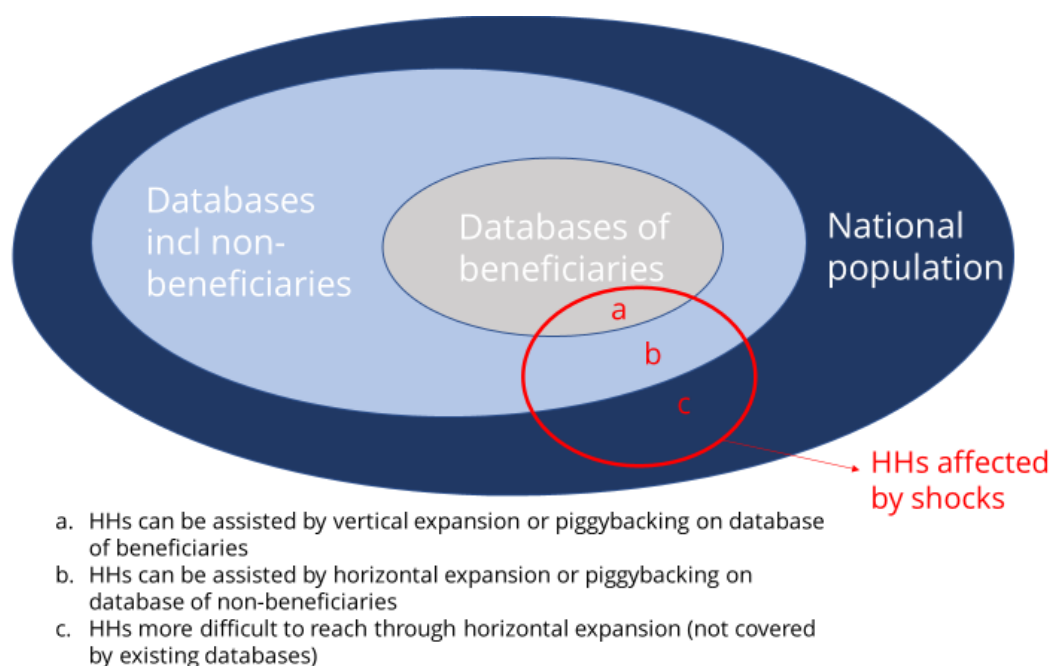 Databases
incl non-
beneficiaries
Databases of
beneficiaries
National
population
a
b
c
HHs affected
by shocks
a. HHs can be assisted by vertical expansion or piggybacking on database
of beneficiaries
b. HHs can be assisted by horizontal expansion or piggybacking on
database of non-beneficiaries
c. HHs more difficult to reach through horizontal expansion (not covered
by existing databases)